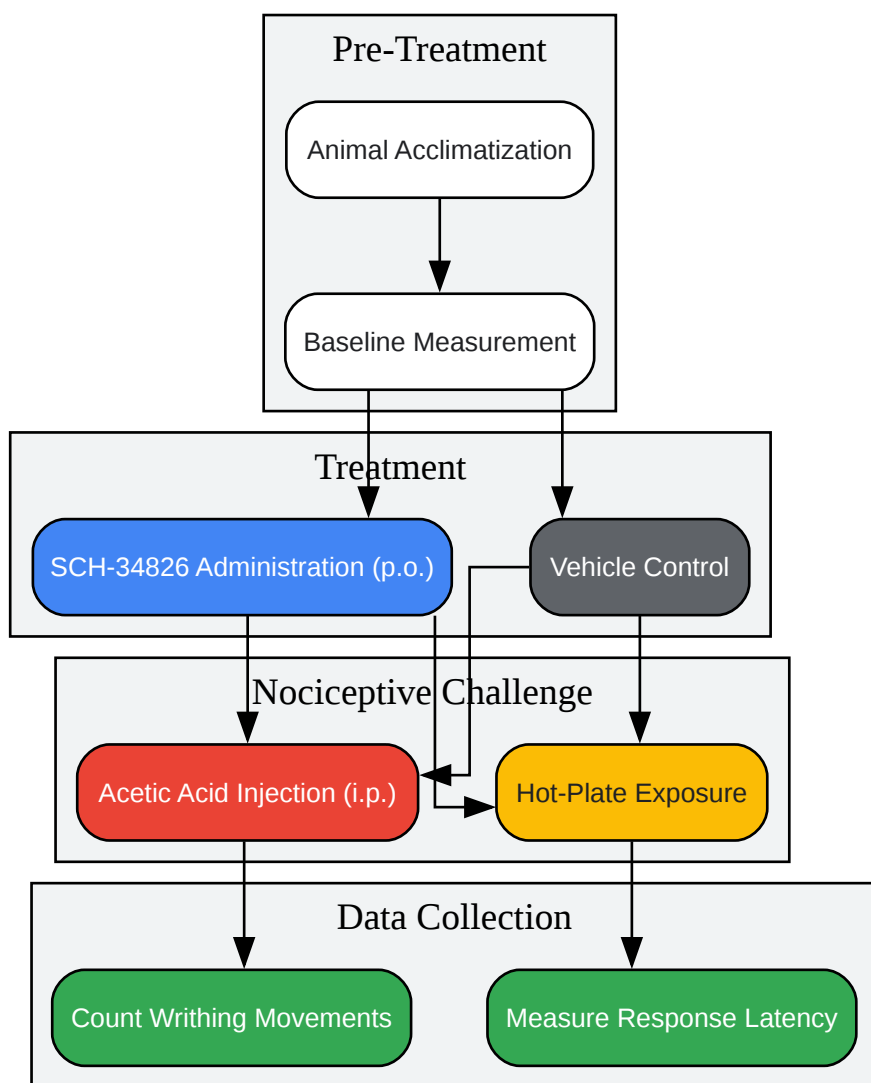 Pre-Treatment
Animal Acclimatization
Baseline Measurement
Treatment
SCH-34826 Administration (p.o.)
Vehicle Control
Nociceptive Challenge
Acetic Acid Injection (i.p.)
Hot-Plate Exposure
Data Collection
Count Writhing Movements
Measure Response Latency